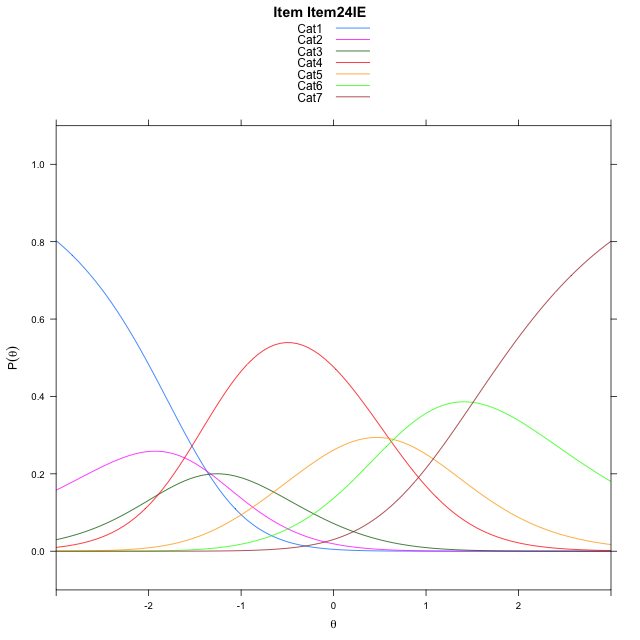 Item Item24IE
Cat1
Cat2
Cat3
Cat4
Cat5
Cat6
Cat7
1.0
0.8
0.6
0.4
0.2
0.0
P(θ)
-2 -1 0 1 2
θ